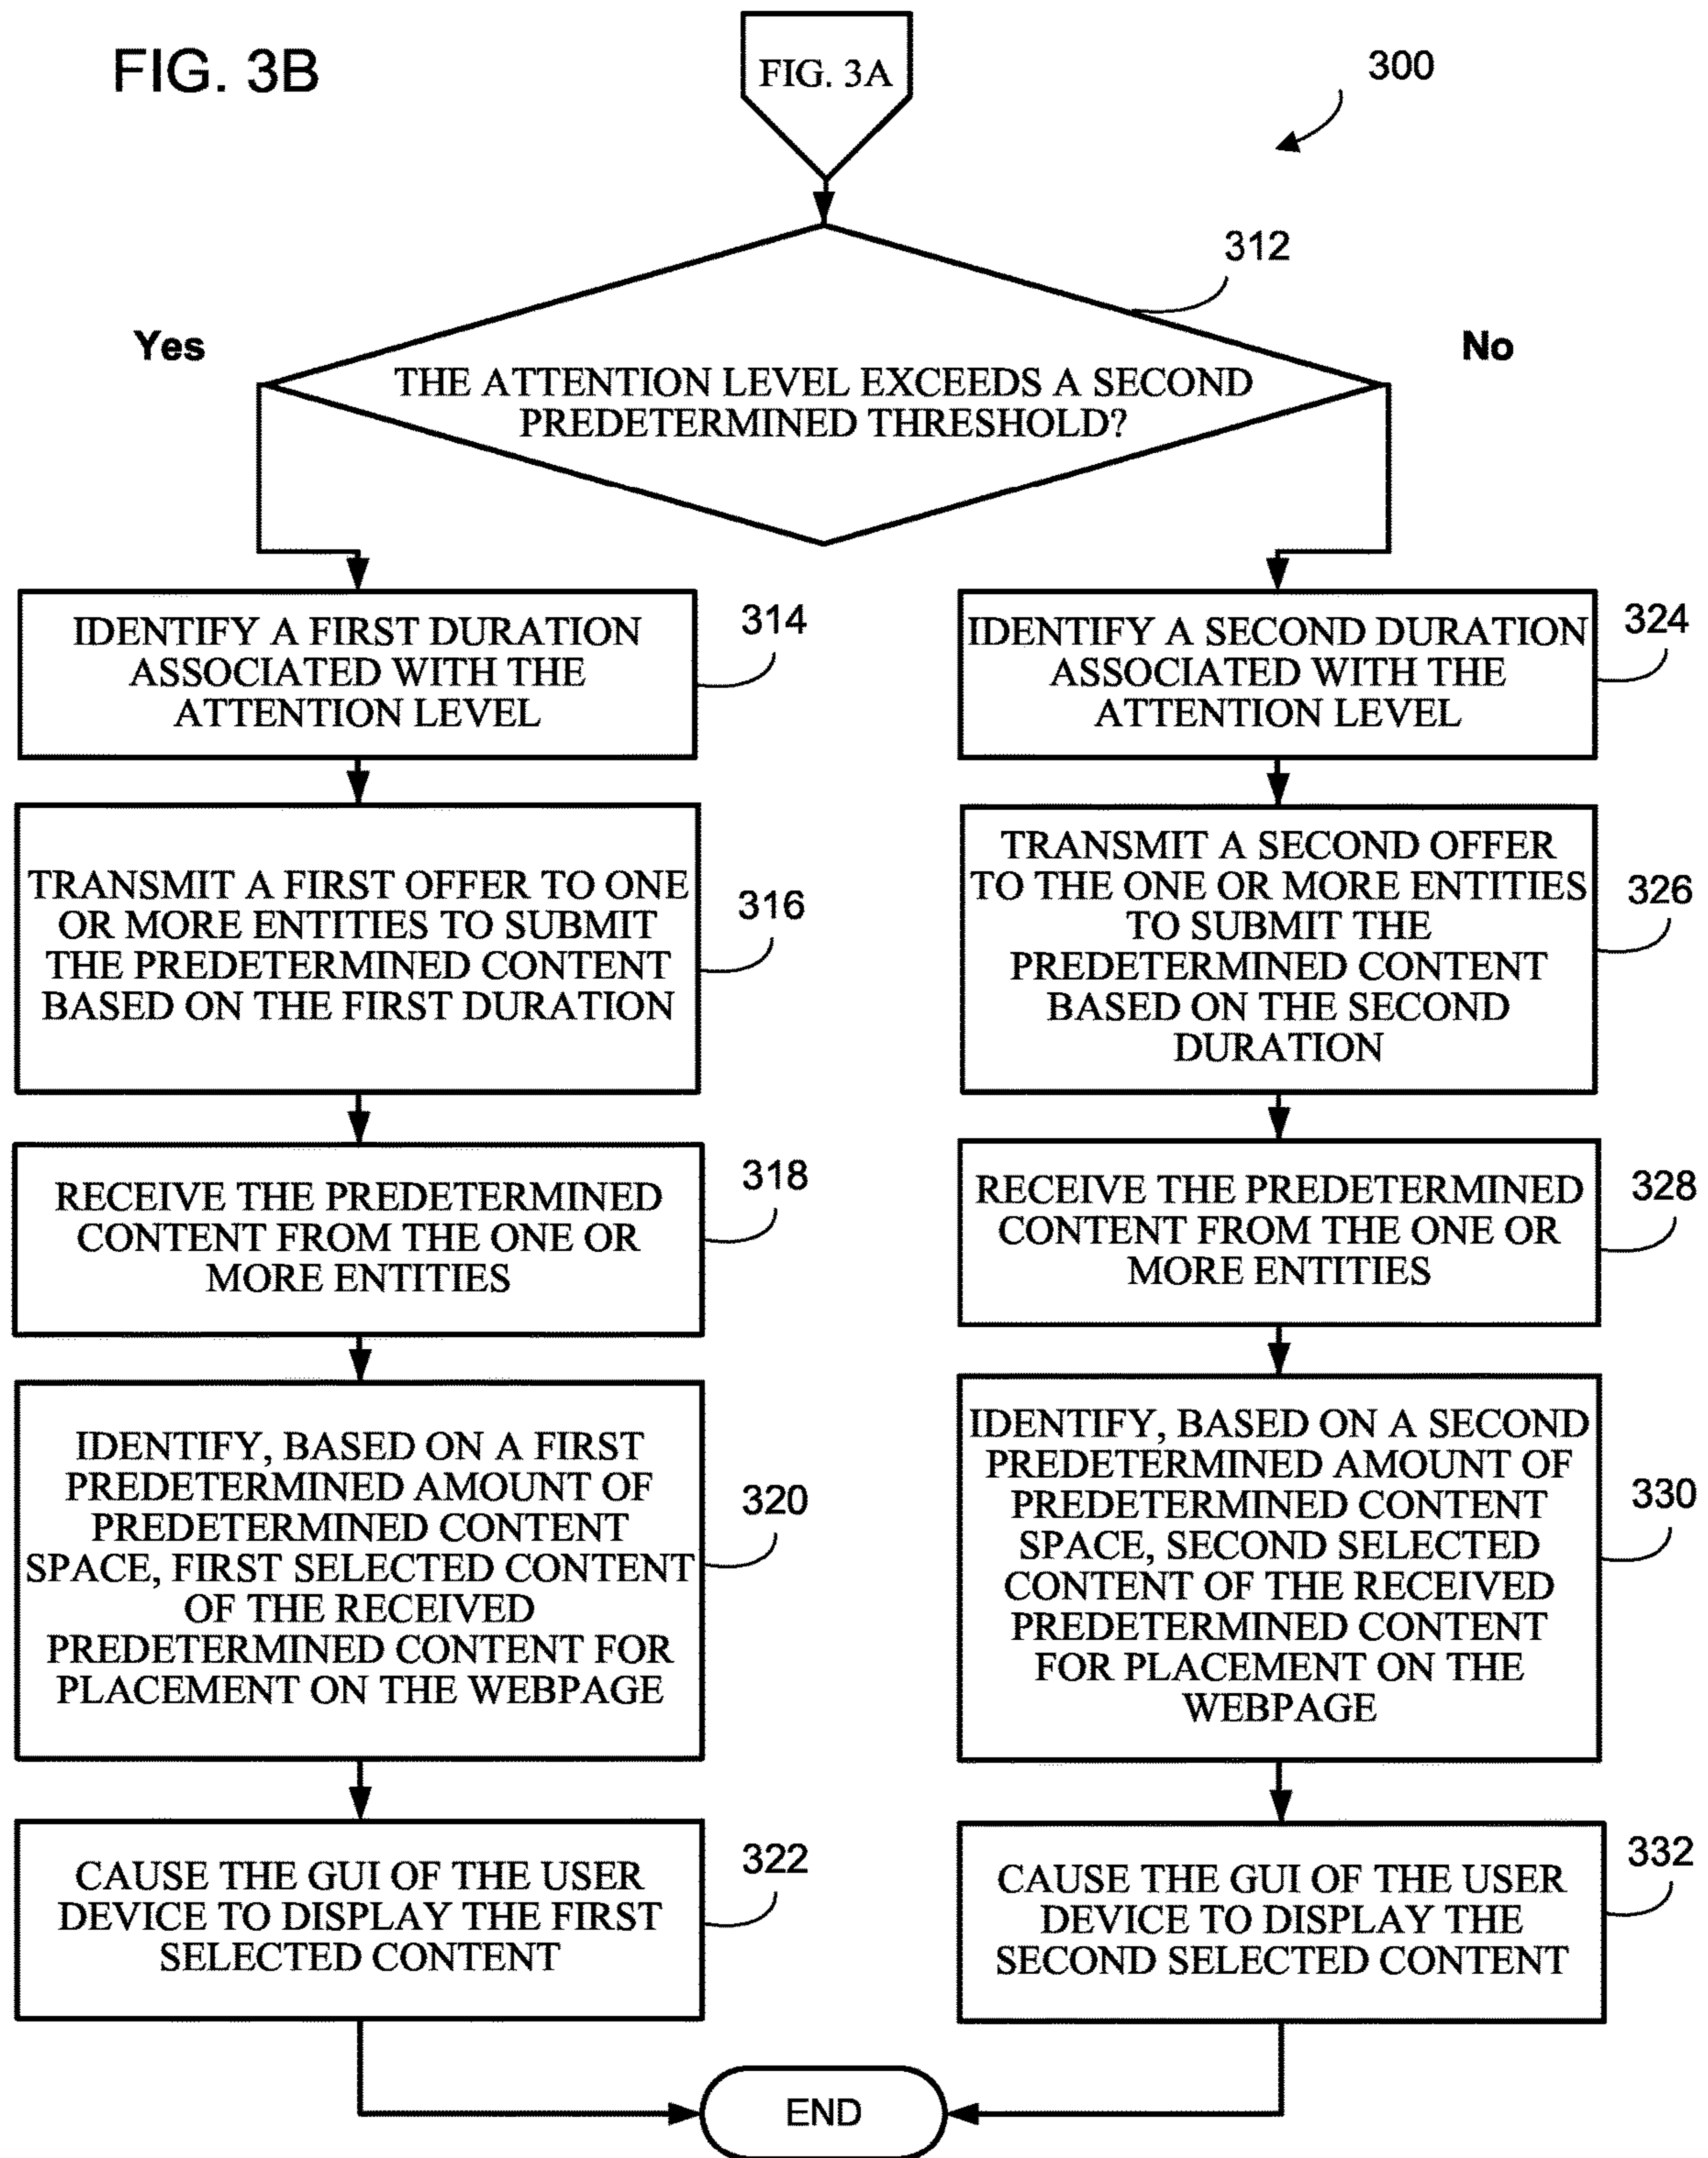 FIG. 3B
FIG. 3A
300
312
Yes
No
THE ATTENTION LEVEL EXCEEDS A SECOND
PREDETERMINED THRESHOLD?
IDENTIFY A FIRST DURATION
ASSOCIATED WITH THE
ATTENTION LEVEL
314
TRANSMIT A FIRST OFFER TO ONE
OR MORE ENTITIES TO SUBMIT
THE PREDETERMINED CONTENT
BASED ON THE FIRST DURATION
316
RECEIVE THE PREDETERMINED
CONTENT FROM THE ONE OR
MORE ENTITIES
318
IDENTIFY, BASED ON A FIRST
PREDETERMINED AMOUNT OF
PREDETERMINED CONTENT
SPACE, FIRST SELECTED CONTENT
OF THE RECEIVED
PREDETERMINED CONTENT FOR
PLACEMENT ON THE WEBPAGE
320
CAUSE THE GUI OF THE USER
DEVICE TO DISPLAY THE FIRST
SELECTED CONTENT
322
IDENTIFY A SECOND DURATION
ASSOCIATED WITH THE
ATTENTION LEVEL
324
TRANSMIT A SECOND OFFER
TO THE ONE OR MORE ENTITIES
TO SUBMIT THE
PREDETERMINED CONTENT
BASED ON THE SECOND
DURATION
326
RECEIVE THE PREDETERMINED
CONTENT FROM THE ONE OR
MORE ENTITIES
328
IDENTIFY, BASED ON A SECOND
PREDETERMINED AMOUNT OF
PREDETERMINED CONTENT
SPACE, SECOND SELECTED
CONTENT OF THE RECEIVED
PREDETERMINED CONTENT
FOR PLACEMENT ON THE
WEBPAGE
330
CAUSE THE GUI OF THE USER
DEVICE TO DISPLAY THE
SECOND SELECTED CONTENT
332
END